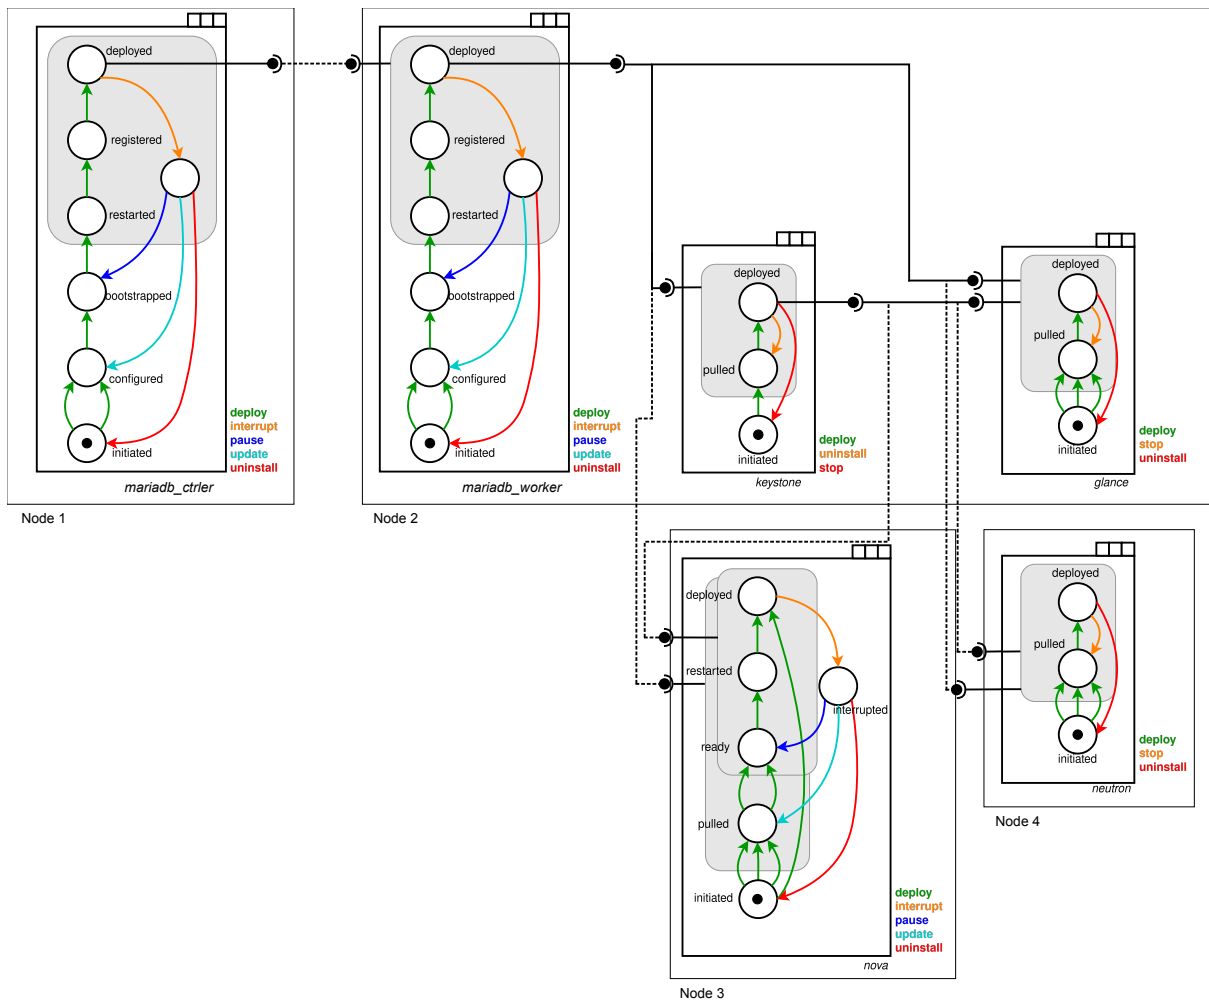 deployed
registered
restarted
bootstrapped
configured
initiated
deploy
interrupt
pause
update
uninstall
mariadb_ctrler
Node 1
deployed
registered
restarted
bootstrapped
configured
initiated
deploy
interrupt
pause
update
uninstall
mariadb_worker
Node 2
deployed
pulled
initiated
deploy
uninstall
stop
keystone
deployed
pulled
initiated
deploy
stop
uninstall
glance
deployed
restarted
interrupted
ready
pulled
initiated
deploy
interrupt
pause
update
uninstall
nova
Node 3
deployed
pulled
initiated
deploy
stop
uninstall
neutron
Node 4